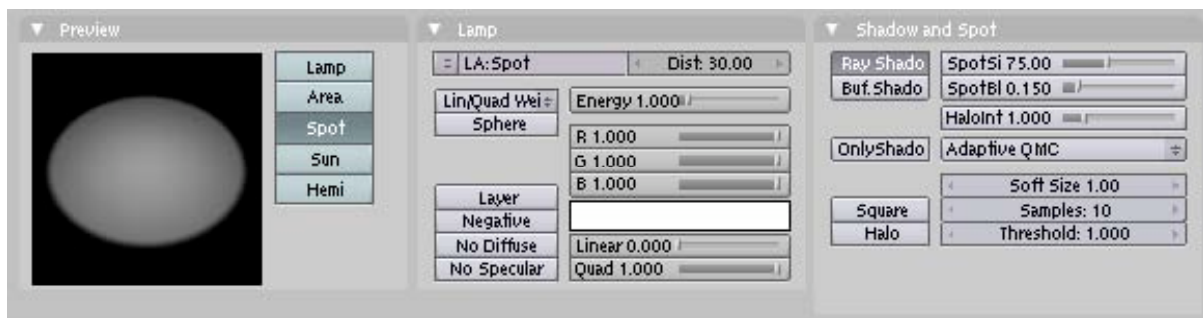 Preview
Lamp
Area
Spot
Sun
Hemi
Lamp
LA:Spot
Dist: 30.00
Lin/Quad Wei
Sphere
Energy 1.000
R 1.000
G 1.000
B 1.000
Layer
Negative
No Diffuse
No Specular
Linear 0.000
Quad 1.000
Shadow and Spot
Ray Shado
Buf.Shado
SpotSi 75.00
SpotBl 0.150
HaloInt 1.000
OnlyShado
Adaptive QMC
Square
Halo
Soft Size 1.00
Samples: 10
Threshold: 1.000